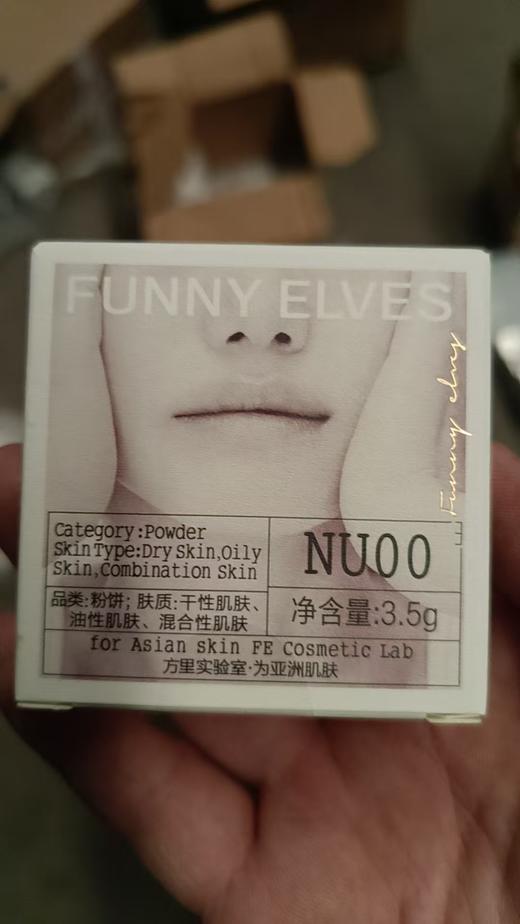 FUNNY ELVES
Funny elves
Category:Powder
Skin Type:Dry Skin,Oily
Skin,Combination Skin
NU00
品类:粉饼; 肤质:干性肌肤、
油性肌肤、混合性肌肤
净含量:3.5g
for Asian skin FE Cosmetic Lab
方里实验室·为亚洲肌肤